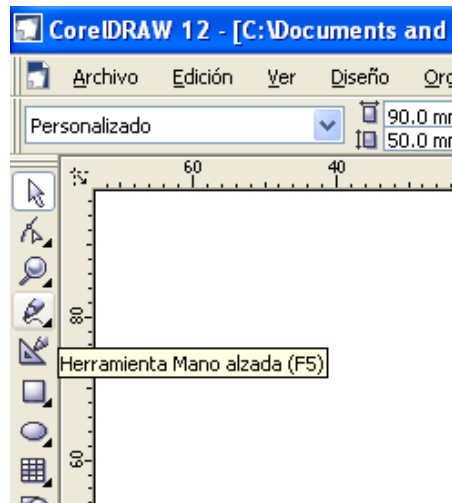 CorelDRAW 12 - [C:\Documents and
Archivo Edición Ver Diseño Org
Personalizado
90.0 mm
50.0 mm
60 40
80
Herramienta Mano alzada (F5)
60